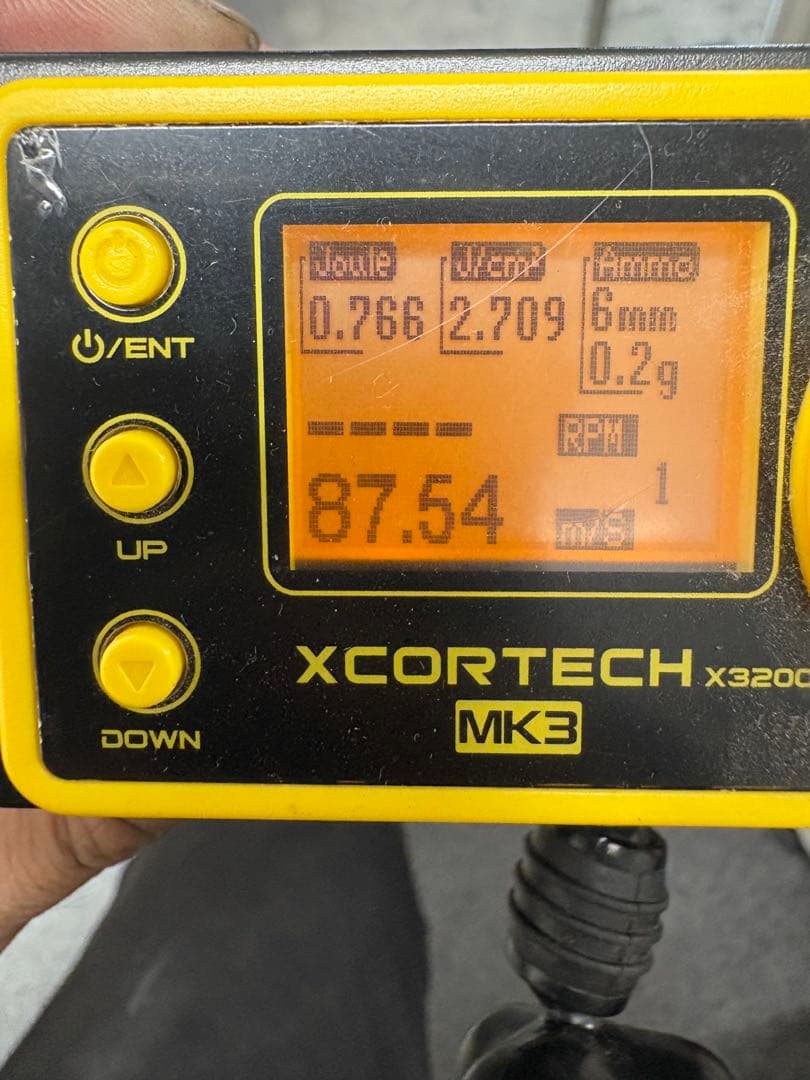 Joule J/cm² Ammo
0.766 2.709 6mm
0.2g
---- RPM
87.54 m/s 1
⏻/ENT
UP
DOWN
XCORTECH X3200
MK3